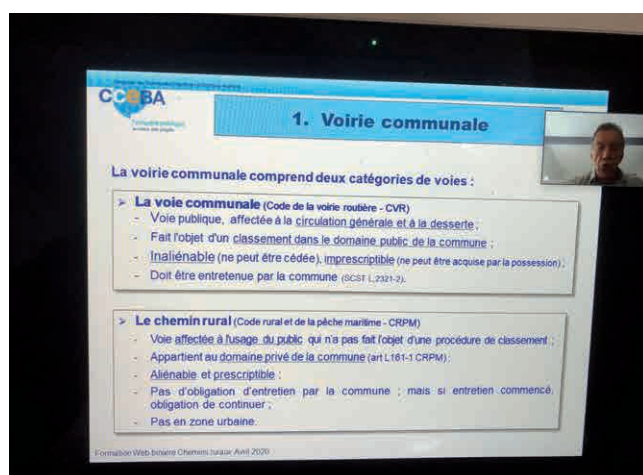 CCEBA
1. Voirie communale
La voirie communale comprend deux catégories de voies :
➤ La voie communale (Code de la voirie routière - CVR)
- Voie publique, affectée à la circulation générale et à la desserte ;
- Fait l'objet d'un classement dans le domaine public de la commune ;
- Inaliénable (ne peut être cédée), imprescriptible (ne peut être acquise par la possession) ;
- Doit être entretenue par la commune (SCST L.2321-2).
➤ Le chemin rural (Code rural et de la pêche maritime - CRPM)
- Voie affectée à l'usage du public qui n'a pas fait l'objet d'une procédure de classement ;
- Appartient au domaine privé de la commune (art L161-1 CRPM) ;
- Aliénable et prescriptible ;
- Pas d'obligation d'entretien par la commune ; mais si entretien commencé,
obligation de continuer ;
- Pas en zone urbaine.
Formation Web binaire Chemins ruraux Avril 2020